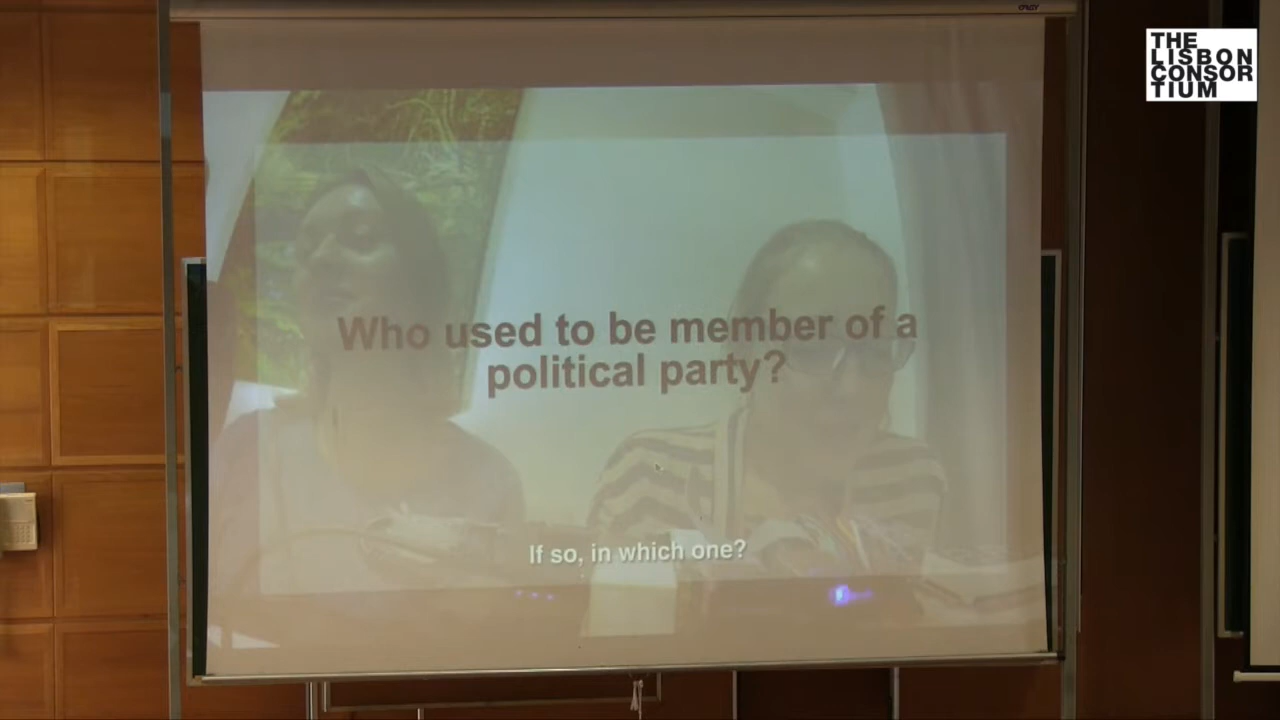 THE
LISBON
CONSOR
TIUM
Who used to be member of a
political party?
If so, in which one?